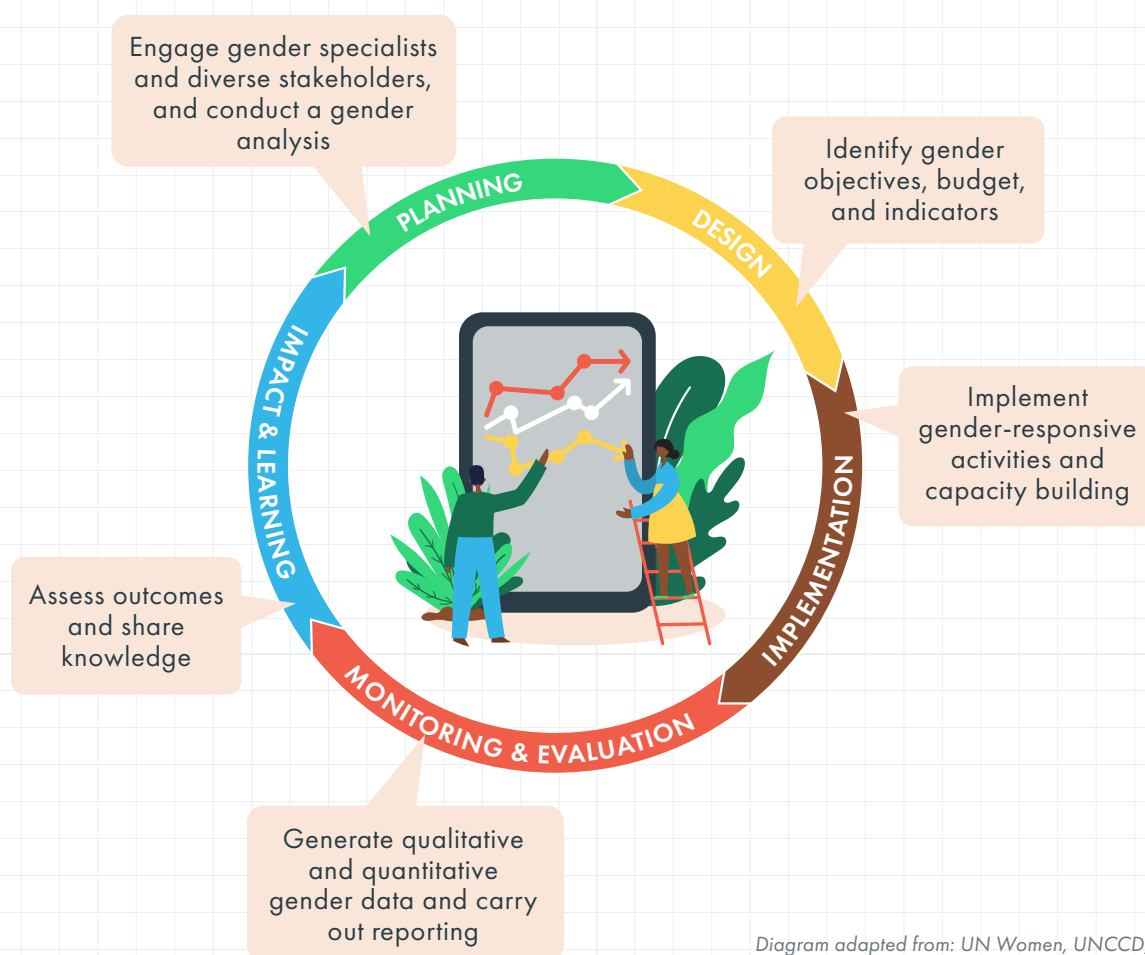 Engage gender specialists
and diverse stakeholders,
and conduct a gender
analysis
PLANNING
Identify gender
objectives, budget,
and indicators
DESIGN
Implement
gender-responsive
activities and
capacity building
IMPLEMENTATION
MONITORING & EVALUATION
Generate qualitative
and quantitative
gender data and carry
out reporting
IMPACT & LEARNING
Assess outcomes
and share
knowledge
Diagram adapted from: UN Women, UNCCD